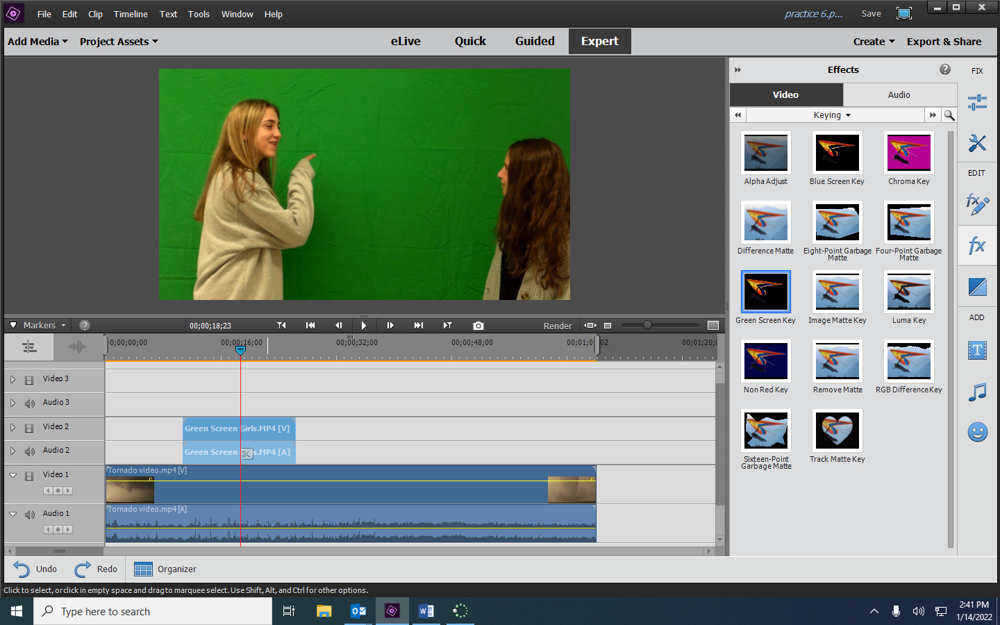 File Edit Clip Timeline Text Tools Window Help
practice 6.p... Save
Add Media Project Assets
eLive Quick Guided Expert
Create Export & Share
Effects
Video Audio
Keying
Alpha Adjust Blue Screen Key Chroma Key
Difference Matte Eight-Point Garbage Matte Four-Point Garbage Matte
Green Screen Key Image Matte Key Luma Key
Non Red Key Remove Matte RGB Difference Key
Sixteen-Point Garbage Matte Track Matte Key
FIX
EDIT
fx
fx
ADD
T
Markers ? 00;00;18;23 Render
;00;00;00 00;00;16;00 00;00;32;00 00;00;48;00 00;01;0 02 00;01;20;0
Video 3
Audio 3
Video 2
Green Screen Girls.MP4 [V]
Audio 2
Green Screen G s.MP4 [A]
Video 1
Tornado video.mp4 [V]
Audio 1
Tornado video.mp4 [A]
Undo Redo Organizer
Click to select, or click in empty space and drag to marquee select. Use Shift, Alt, and Ctrl for other options.
Type here to search
2:41 PM
1/14/2022